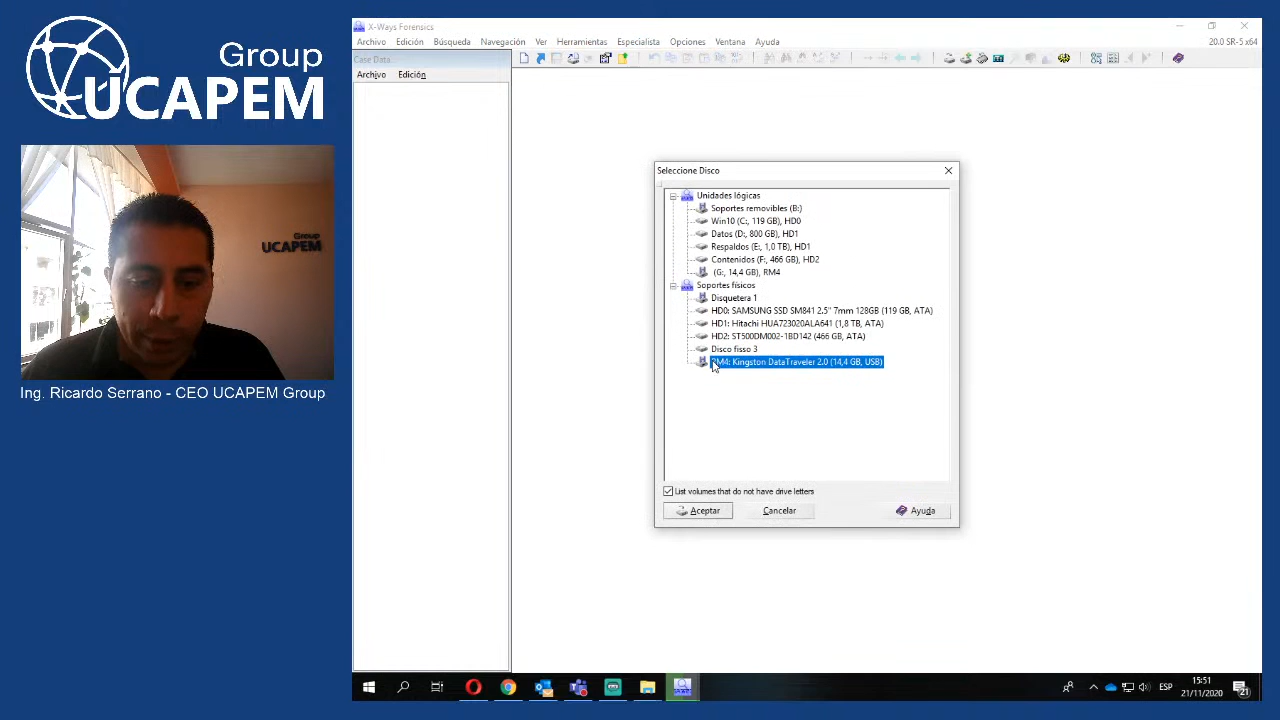 Group
UCAPEM
Group
UCAPEM
Ing. Ricardo Serrano - CEO UCAPEM Group
X-Ways Forensics
Archivo Edición Búsqueda Navegación Ver Herramientas Especialista Opciones Ventana Ayuda
20.0 SR-5 x64
Case Data
Archivo Edición
Seleccione Disco
Unidades lógicas
Soportes removibles (B:)
Win10 (C:, 119 GB), HD0
Datos (D:, 800 GB), HD1
Respaldos (E:, 1,0 TB), HD1
Contenidos (F:, 466 GB), HD2
(G:, 14,4 GB), RM4
Soportes físicos
Disquetera 1
HD0: SAMSUNG SSD SM841 2.5" 7mm 128GB (119 GB, ATA)
HD1: Hitachi HUA723020ALA641 (1,8 TB, ATA)
HD2: ST500DM002-1BD142 (466 GB, ATA)
Disco fisso 3
RM4: Kingston DataTraveler 2.0 (14,4 GB, USB)
List volumes that do not have drive letters
Aceptar Cancelar Ayuda
ESP
15:51
21/11/2020
21